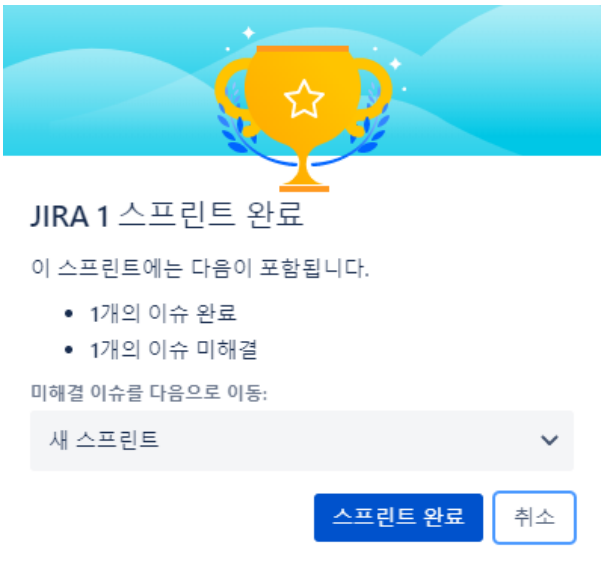 JIRA 1 스프린트 완료
이 스프린트에는 다음이 포함됩니다.
• 1개의 이슈 완료
• 1개의 이슈 미해결
미해결 이슈를 다음으로 이동:
새 스프린트
스프린트 완료 취소